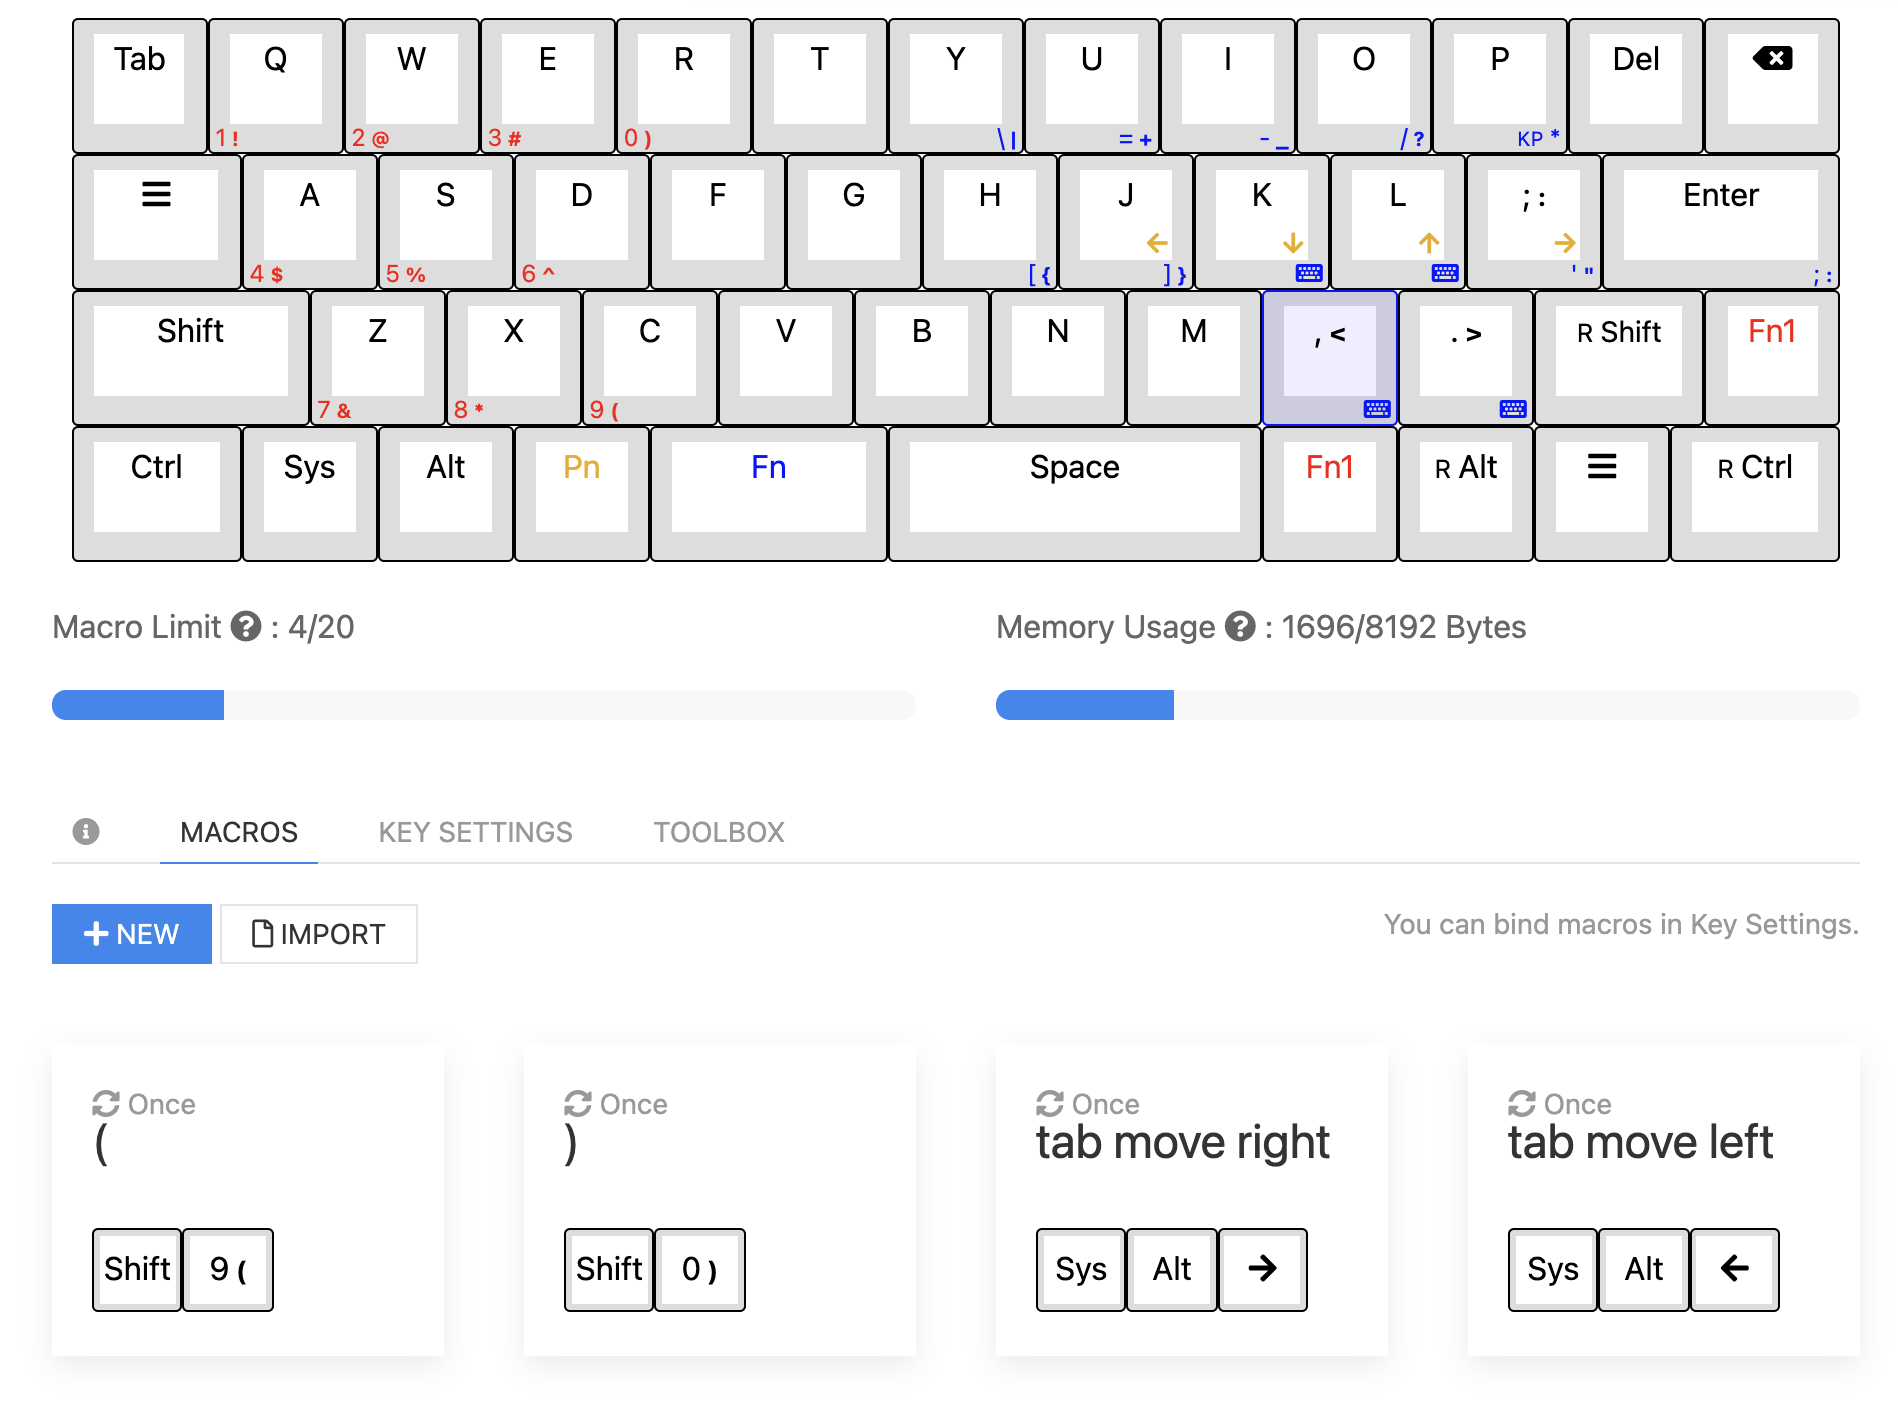 Tab Q W E R T Y U I O P Del
1 ! 2 @ 3 # 0 ) \ | = + - _ / ? KP *
A S D F G H J K L ; : Enter
← ↓ ↑ →
4 $ 5 % 6 ^ [ { ] } ' " ; :
Shift Z X C V B N M , < . > R Shift Fn1
7 & 8 * 9 (
Ctrl Sys Alt Pn Fn Space Fn1 R Alt R Ctrl
Macro Limit ? : 4/20
Memory Usage ? : 1696/8192 Bytes
MACROS KEY SETTINGS TOOLBOX
+ NEW IMPORT
You can bind macros in Key Settings.
Once
(
Shift 9 (
Once
)
Shift 0 )
Once
tab move right
Sys Alt →
Once
tab move left
Sys Alt ←